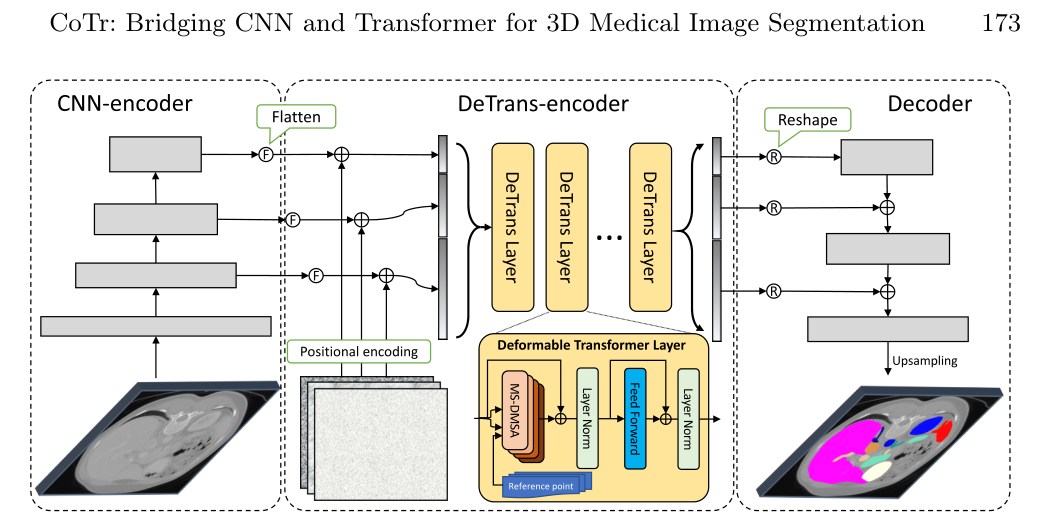 CoTr: Bridging CNN and Transformer for 3D Medical Image Segmentation 173
CNN-encoder
Flatten
F
F
F
DeTrans-encoder
DeTrans Layer
DeTrans Layer
...
DeTrans Layer
Positional encoding
Deformable Transformer Layer
MS-DMSA
Layer Norm
Feed Forward
Layer Norm
Reference point
Decoder
Reshape
R
R
R
Upsampling